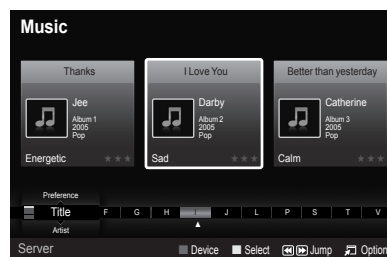 Music
Thanks
Jee
Album 1
2005
Pop
Energetic
I Love You
Darby
Album 2
2005
Pop
Sad
Better than yesterday
Catherine
Album 3
2005
Pop
Calm
Preference
Title
Artist
F G H I J L P S T V
Server
Device Select Jump Option